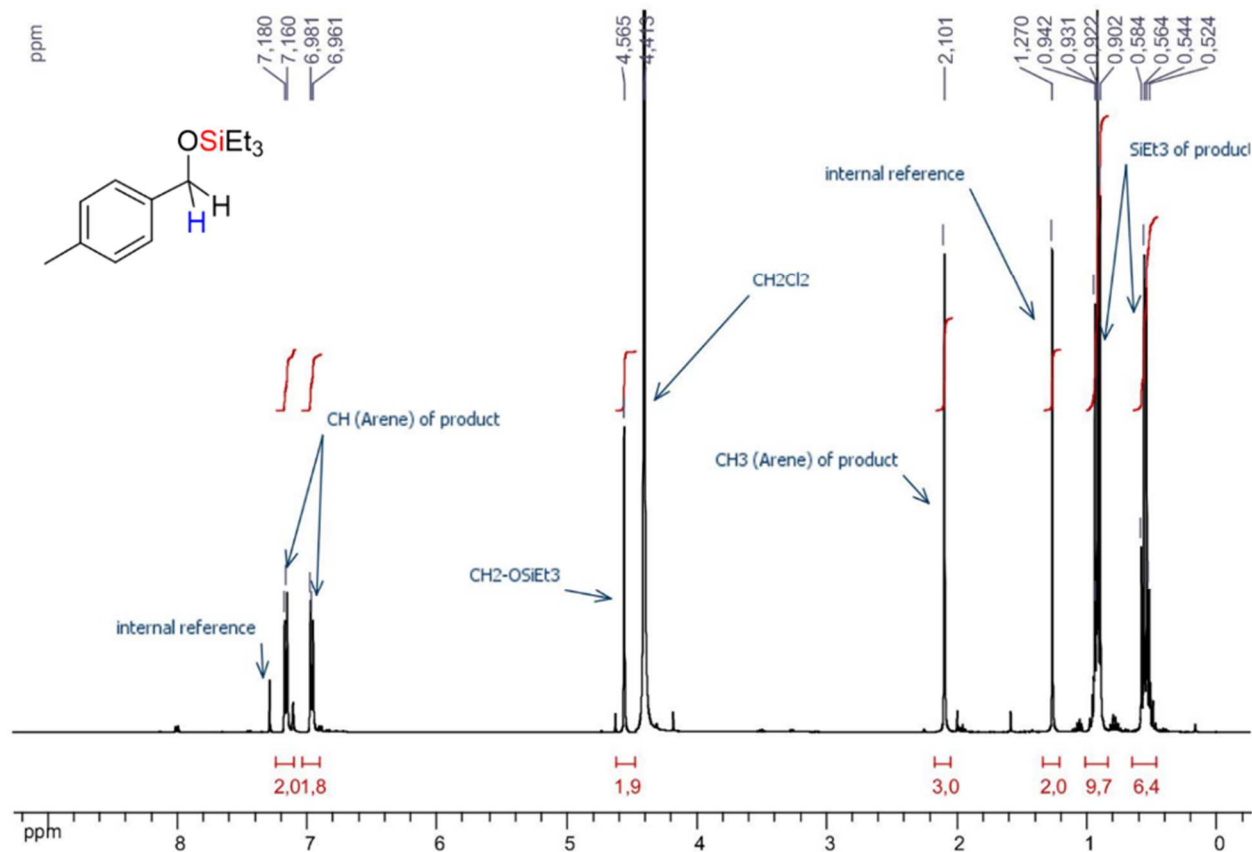 ppm
7,180
7,160
6,981
6,961
4,565
4,413
2,101
1,270
0,942
0,931
0,922
0,902
0,584
0,564
0,544
0,524
OSiEt3
H
H
internal reference
SiEt3 of product
CH2Cl2
CH (Arene) of product
CH3 (Arene) of product
CH2-OSiEt3
internal reference
2,0 1,8 1,9 3,0 2,0 9,7 6,4
ppm 8 7 6 5 4 3 2 1 0